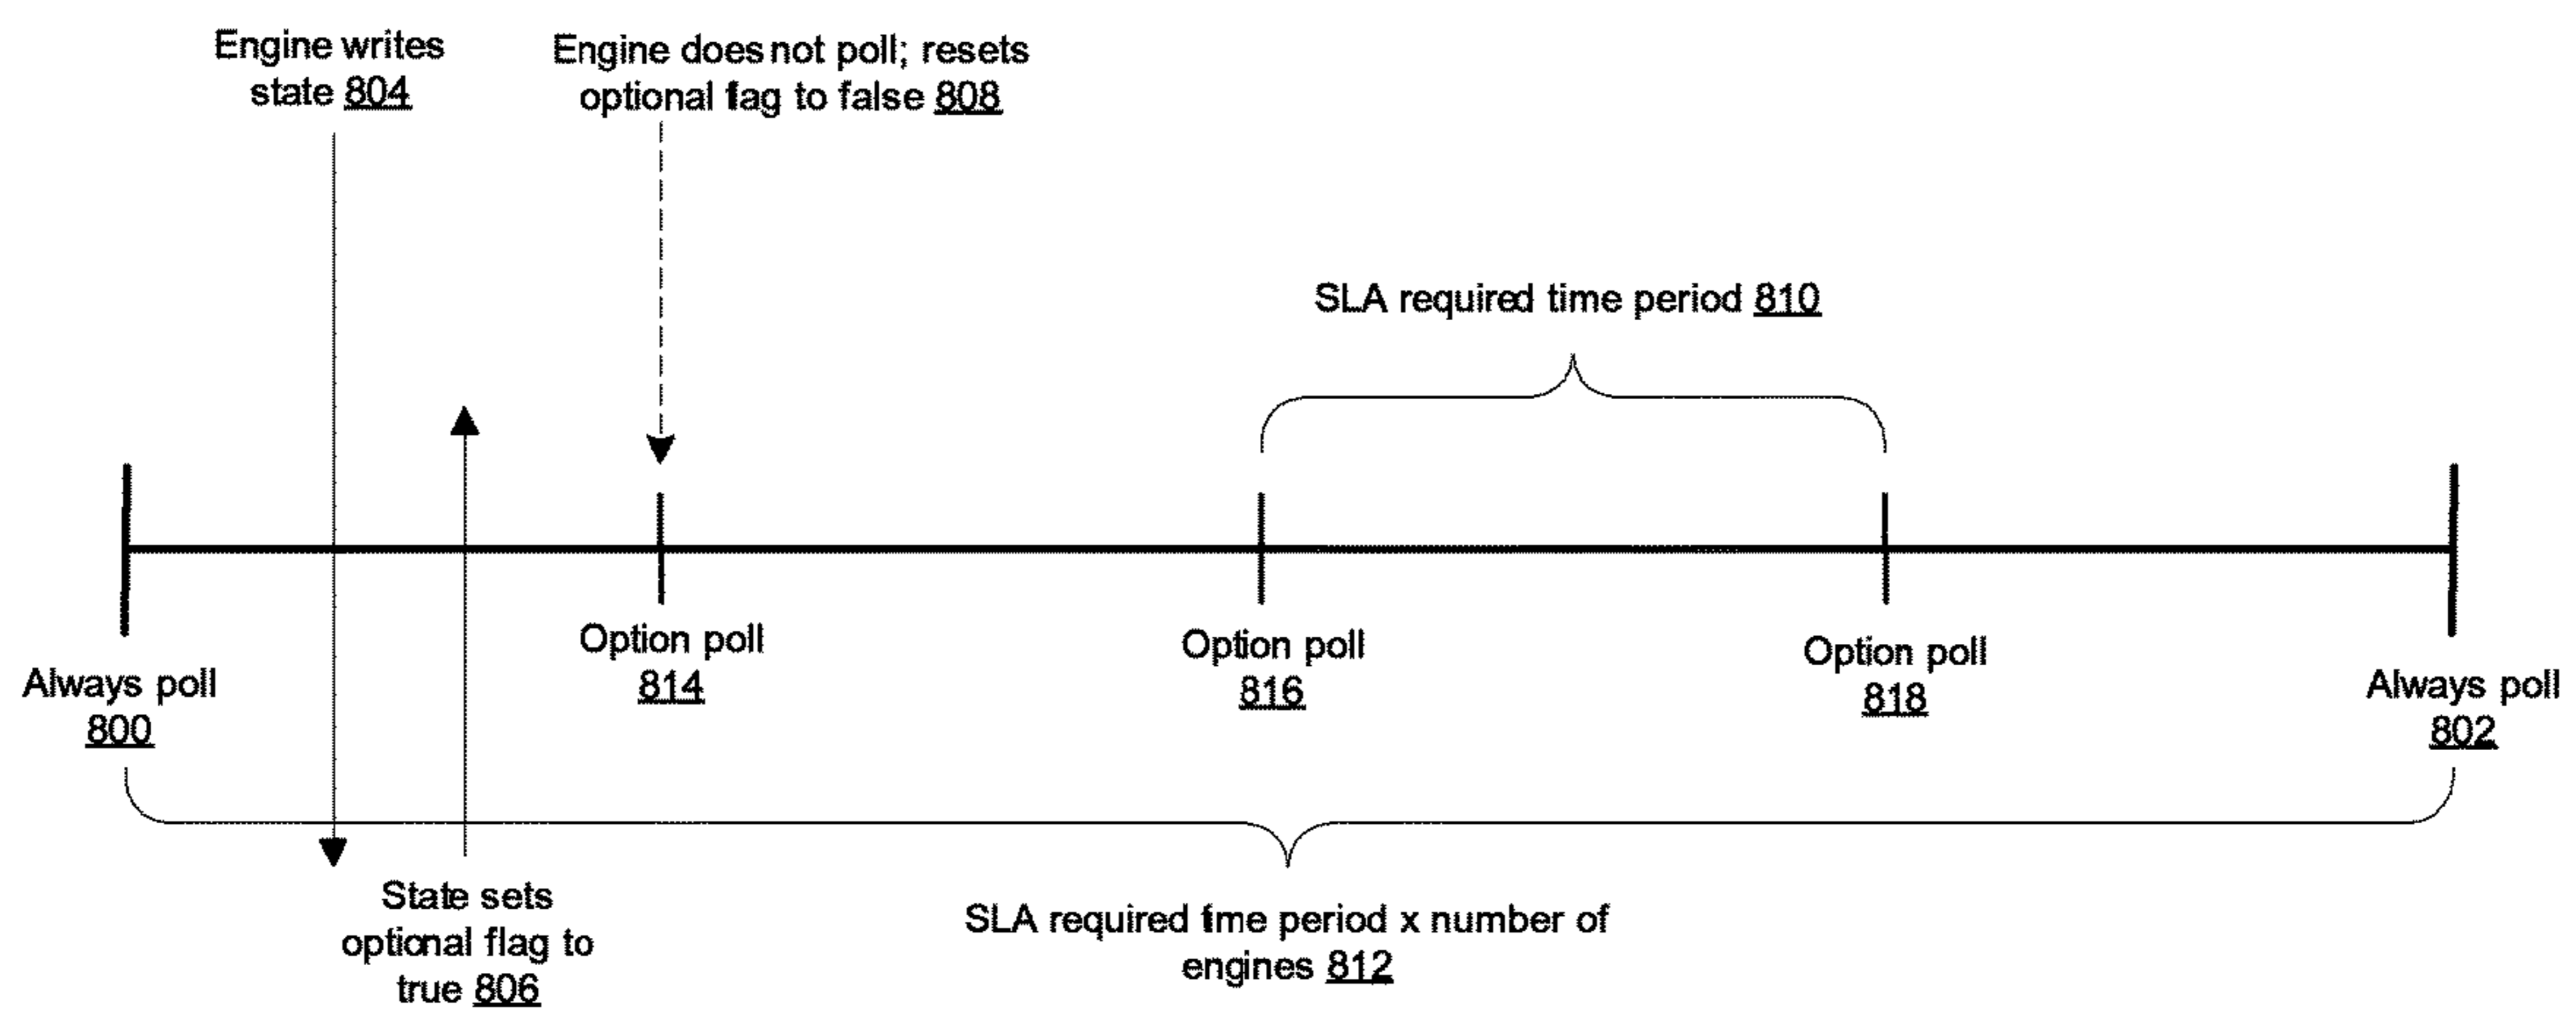 Engine writes
state 804
Engine does not poll; resets
optional flag to false 808
SLA required time period 810
Option poll
814
Option poll
816
Option poll
818
Always poll
800
Always poll
802
State sets
optional flag to
true 806
SLA required time period x number of
engines 812